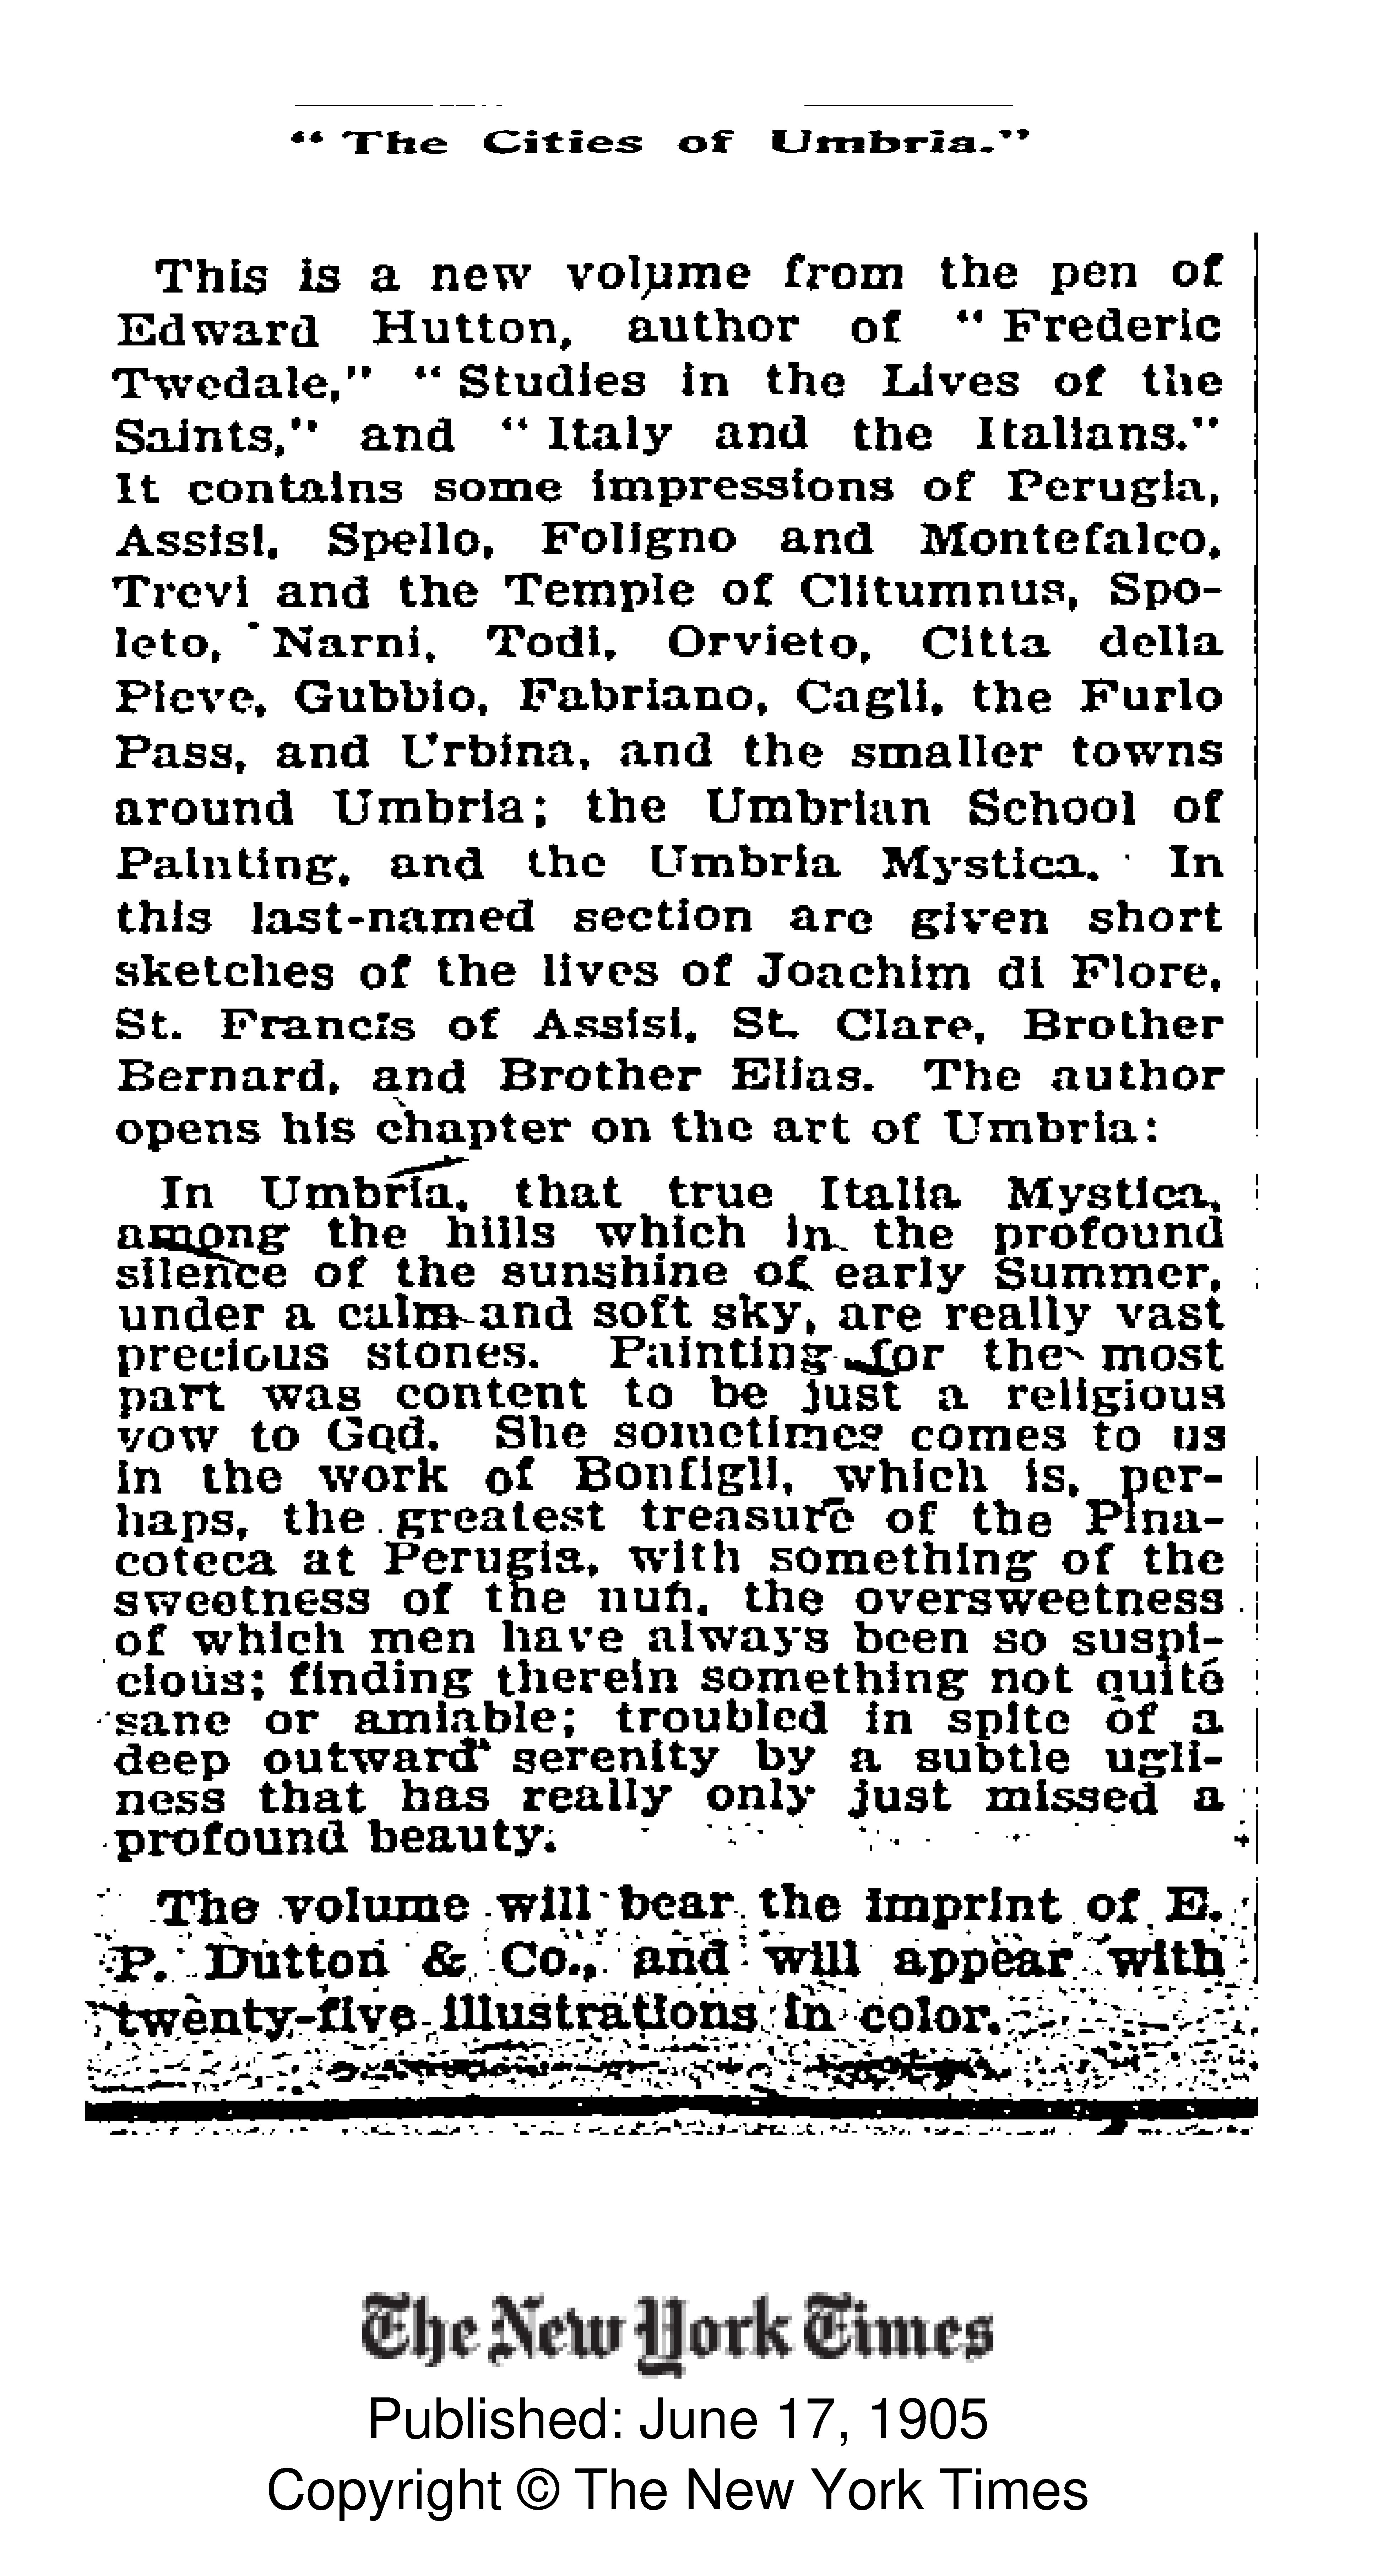 “ The Cities of Umbria.”
This is a new volume from the pen of
Edward Hutton, author of “ Frederic
Twedale,” “ Studies in the Lives of the
Saints,” and “ Italy and the Italians.”
It contains some impressions of Perugia,
Assisi, Spello, Foligno and Montefalco,
Trevi and the Temple of Clitumnus, Spo-
leto, Narni, Todi, Orvieto, Citta della
Pieve, Gubbio, Fabriano, Cagli, the Furlo
Pass, and Urbina, and the smaller towns
around Umbria; the Umbrian School of
Painting, and the Umbria Mystica. In
this last-named section are given short
sketches of the lives of Joachim di Flore,
St. Francis of Assisi, St. Clare, Brother
Bernard, and Brother Elias. The author
opens his chapter on the art of Umbria:
In Umbria, that true Italia Mystica,
among the hills which in the profound
silence of the sunshine of early Summer,
under a calm and soft sky, are really vast
precious stones. Painting for the most
part was content to be just a religious
vow to God. She sometimes comes to us
in the work of Bonfigli, which is, per-
haps, the greatest treasure of the Pina-
coteca at Perugia, with something of the
sweetness of the nun, the oversweetness
of which men have always been so suspi-
cious; finding therein something not quite
sane or amiable; troubled in spite of a
deep outward serenity by a subtle ugli-
ness that has really only just missed a
profound beauty.
The volume will bear the imprint of E.
P. Dutton & Co., and will appear with
twenty-five illustrations in color.
The New York Times
Published: June 17, 1905
Copyright © The New York Times